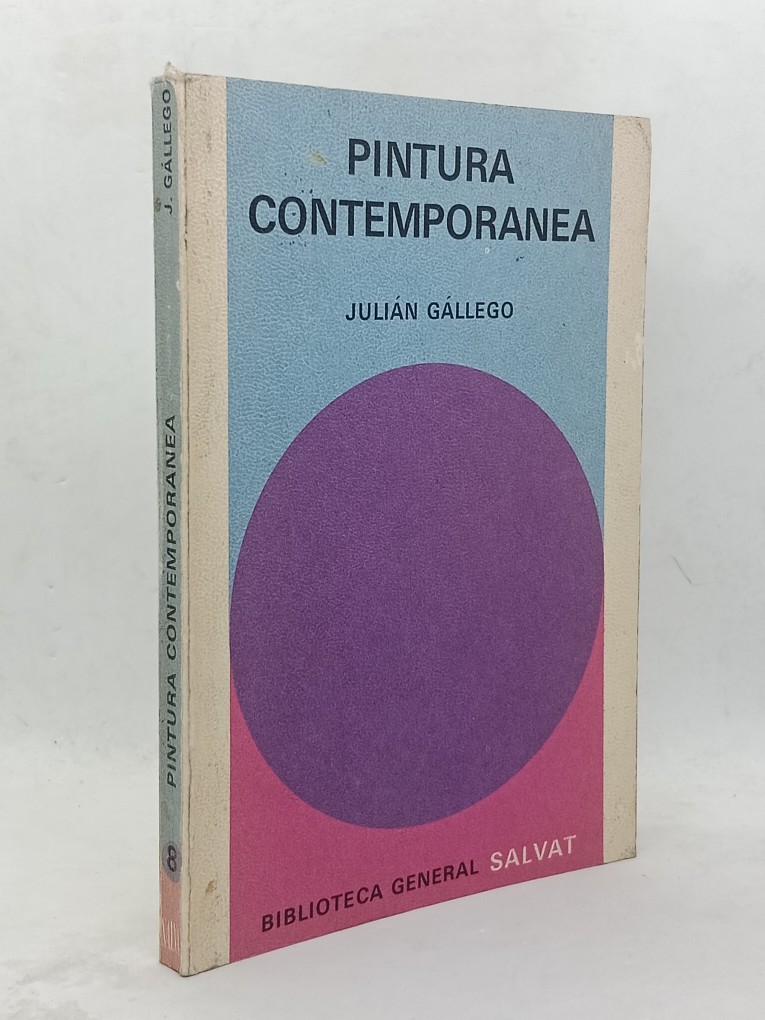 PINTURA
CONTEMPORANEA
JULIÁN GÁLLEGO
BIBLIOTECA GENERAL SALVAT
J. GÁLLEGO
PINTURA CONTEMPORANEA
8